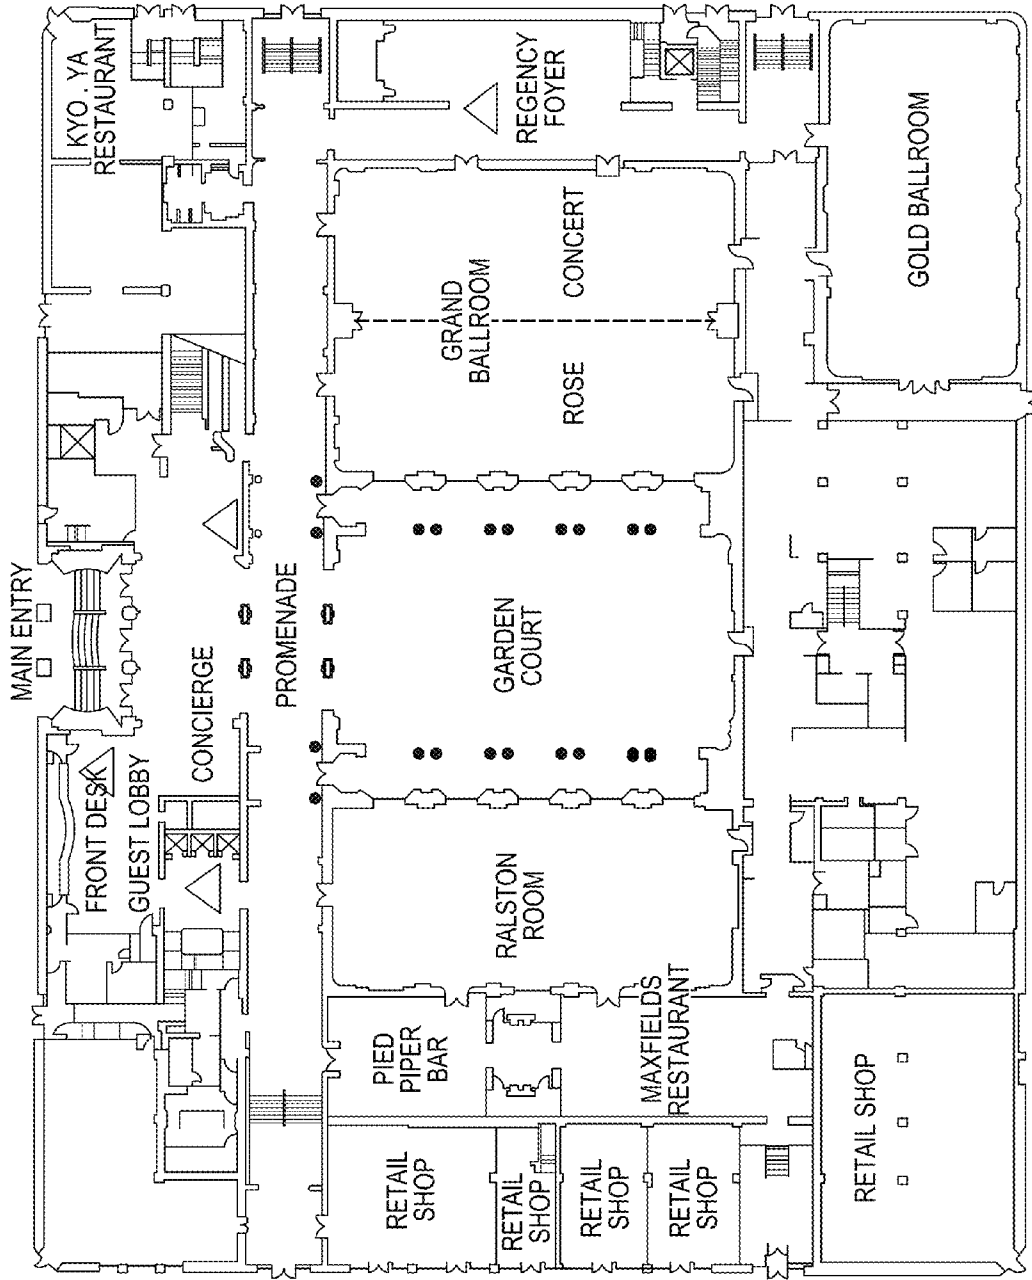 KYO . YA
RESTAURANT
REGENCY
FOYER
GOLD BALLROOM
GRAND
BALLROOM
CONCERT
ROSE
MAIN ENTRY
CONCIERGE
PROMENADE
GARDEN
COURT
FRONT DESK
GUEST LOBBY
RALSTON
ROOM
PIED
PIPER
BAR
MAXFIELDS
RESTAURANT
RETAIL
SHOP
RETAIL
SHOP
RETAIL
SHOP
RETAIL
SHOP
RETAIL SHOP